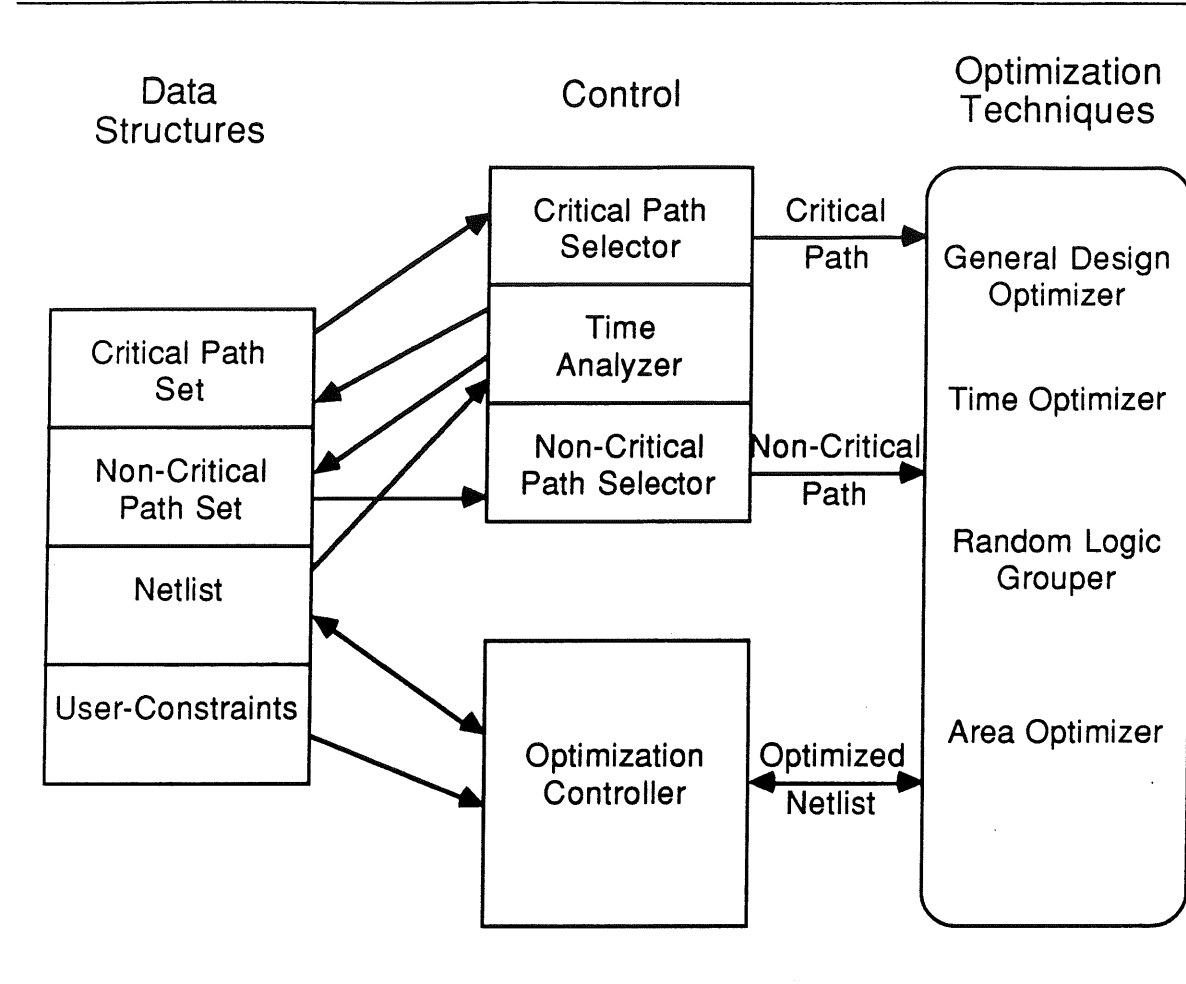 Data
Structures
Control
Optimization
Techniques
Critical Path
Set
Non-Critical
Path Set
Netlist
User-Constraints
Critical Path
Selector
Time
Analyzer
Non-Critical
Path Selector
Optimization
Controller
Critical
Path
Non-Critical
Path
Optimized
Netlist
General Design
Optimizer
Time Optimizer
Random Logic
Grouper
Area Optimizer